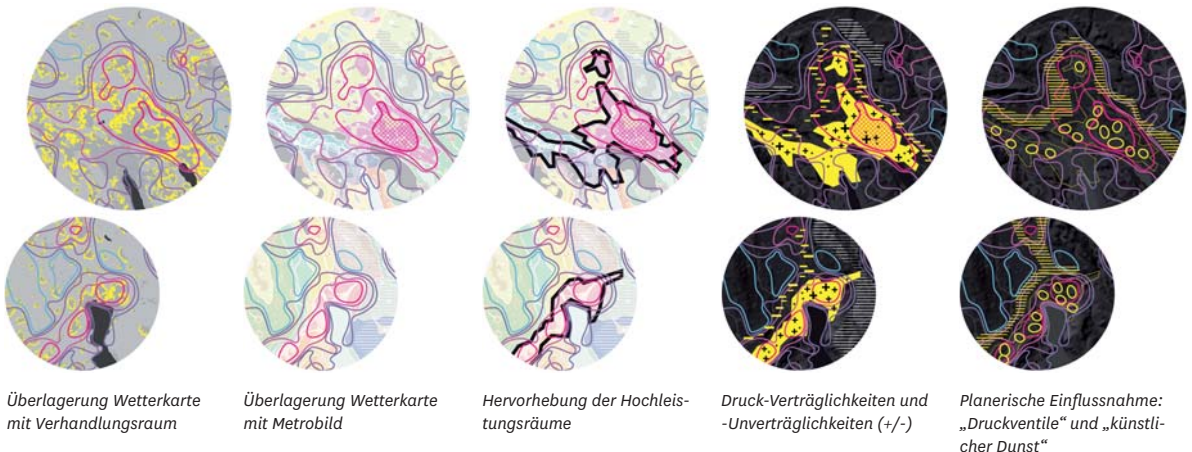 Überlagerung Wetterkarte
mit Verhandlungsraum
Überlagerung Wetterkarte
mit Metrobild
Hervorhebung der Hochleis-
tungsräume
Druck-Verträglichkeiten und
-Unverträglichkeiten (+/-)
Planerische Einflussnahme:
„Druckventile“ und „künstli-
cher Dunst“